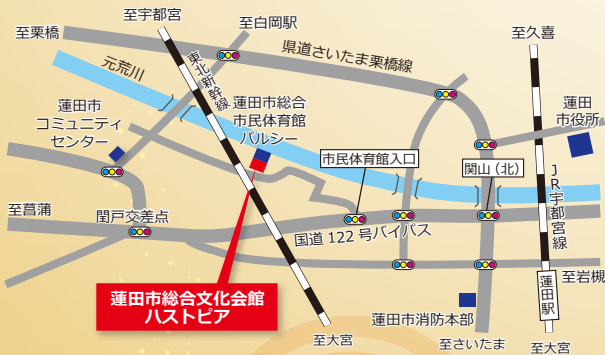 至宇都宮
至白岡駅
至栗橋
至久喜
県道さいたま栗橋線
元荒川
東北新幹線
蓮田市
コミュニティ
センター
蓮田市総合
市民体育館
パルシー
蓮田
市役所
市民体育館入口
関山（北）
JR宇都宮線
至菖蒲
閏戸交差点
国道122号バイパス
至岩槻
蓮田市総合文化会館
ハストピア
蓮田市消防本部
蓮田駅
至大宮
至さいたま
至大宮